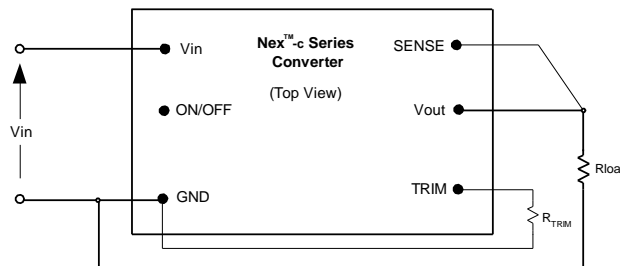 Nex™-c Series
Converter
(Top View)
Vin
ON/OFF
GND
SENSE
Vout
TRIM
Vin
Rloa
RTRIM